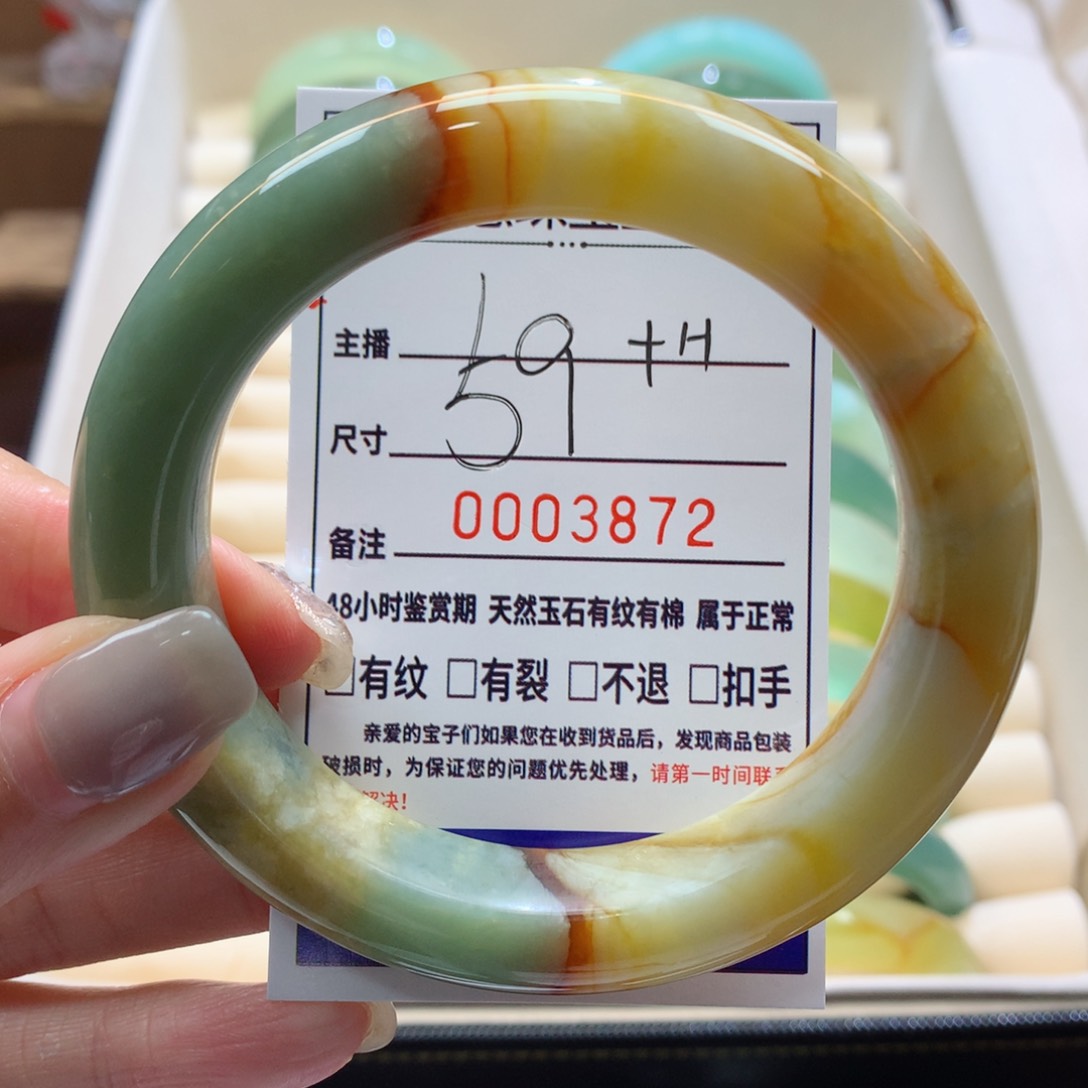 主播
59 +H
尺寸
0003872
备注
48小时鉴赏期 天然玉石有纹有棉 属于正常
□有纹 □有裂 □不退 □扣手
亲爱的宝子们如果您在收到货品后，发现商品包装
破损时，为保证您的问题优先处理，请第一时间联系
解决！